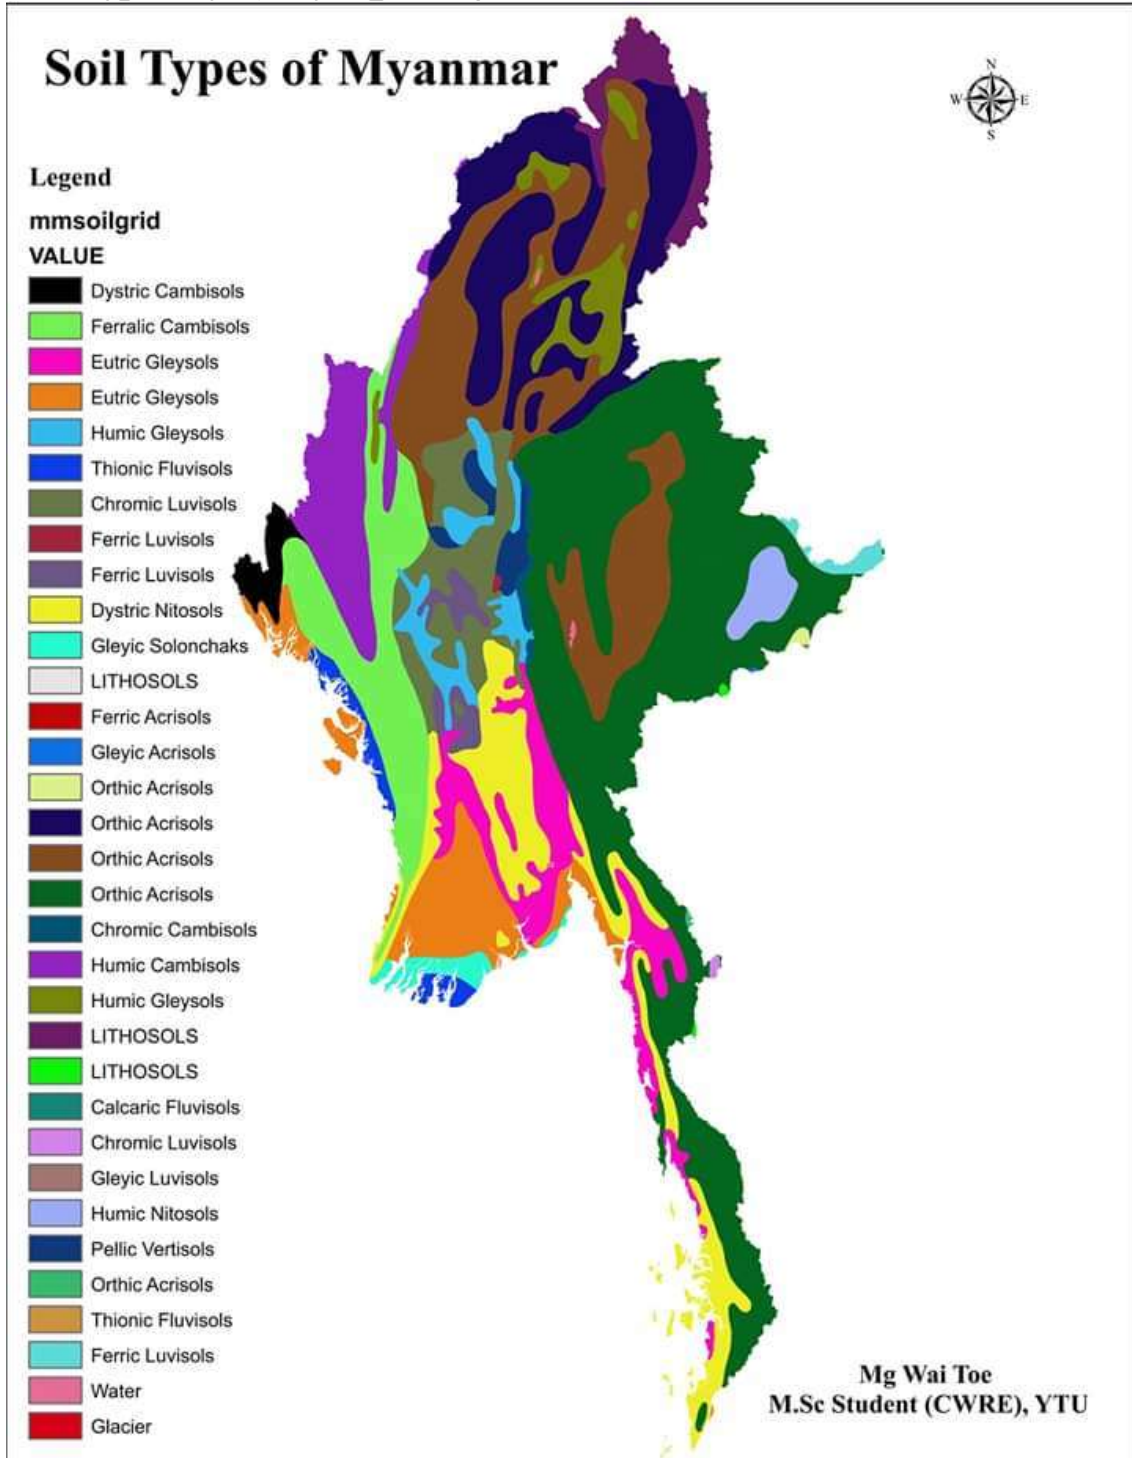 Soil Types of Myanmar
N
W
E
S
Legend
mmsoilgrid
VALUE
Dystric Cambisols
Ferralic Cambisols
Eutric Gleysols
Eutric Gleysols
Humic Gleysols
Thionic Fluvisols
Chromic Luvisols
Ferric Luvisols
Ferric Luvisols
Dystric Nitosols
Gleyic Solonchaks
LITHOSOLS
Ferric Acrisols
Gleyic Acrisols
Orthic Acrisols
Orthic Acrisols
Orthic Acrisols
Orthic Acrisols
Chromic Cambisols
Humic Cambisols
Humic Gleysols
LITHOSOLS
LITHOSOLS
Calcaric Fluvisols
Chromic Luvisols
Gleyic Luvisols
Humic Nitosols
Pellic Vertisols
Orthic Acrisols
Thionic Fluvisols
Ferric Luvisols
Water
Glacier
Mg Wai Toe
M.Sc Student (CWRE), YTU